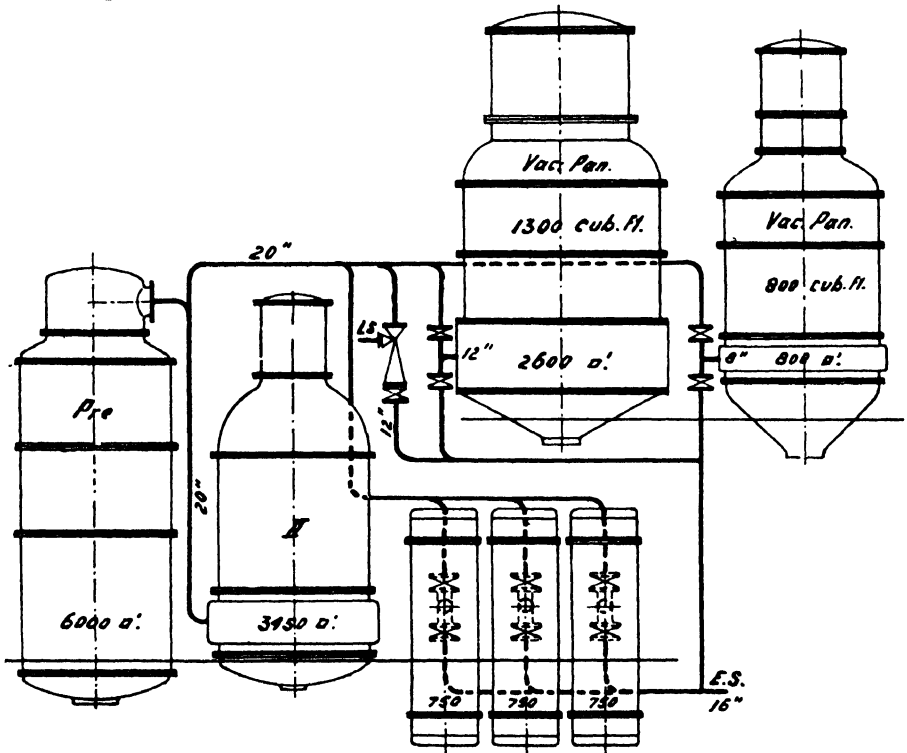 Vac. Pan.
1300 cub. Ft.
Vac. Pan.
800 cub. Ft.
20"
L.S.
12"
2600 □'.
8"
800 □'.
Pre
12"
20"
II
6000 □'.
3450 □'.
E.S.
16"
750
750
750